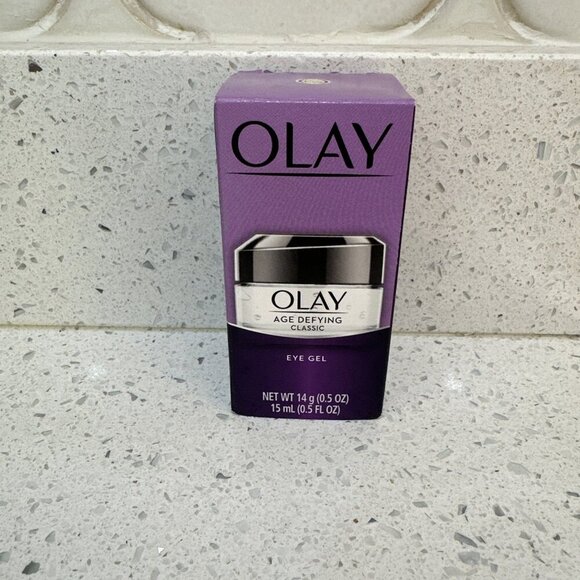 OLAY
OLAY
AGE DEFYING
CLASSIC
EYE GEL
NET WT 14 g (0.5 OZ)
15 mL (0.5 FL OZ)